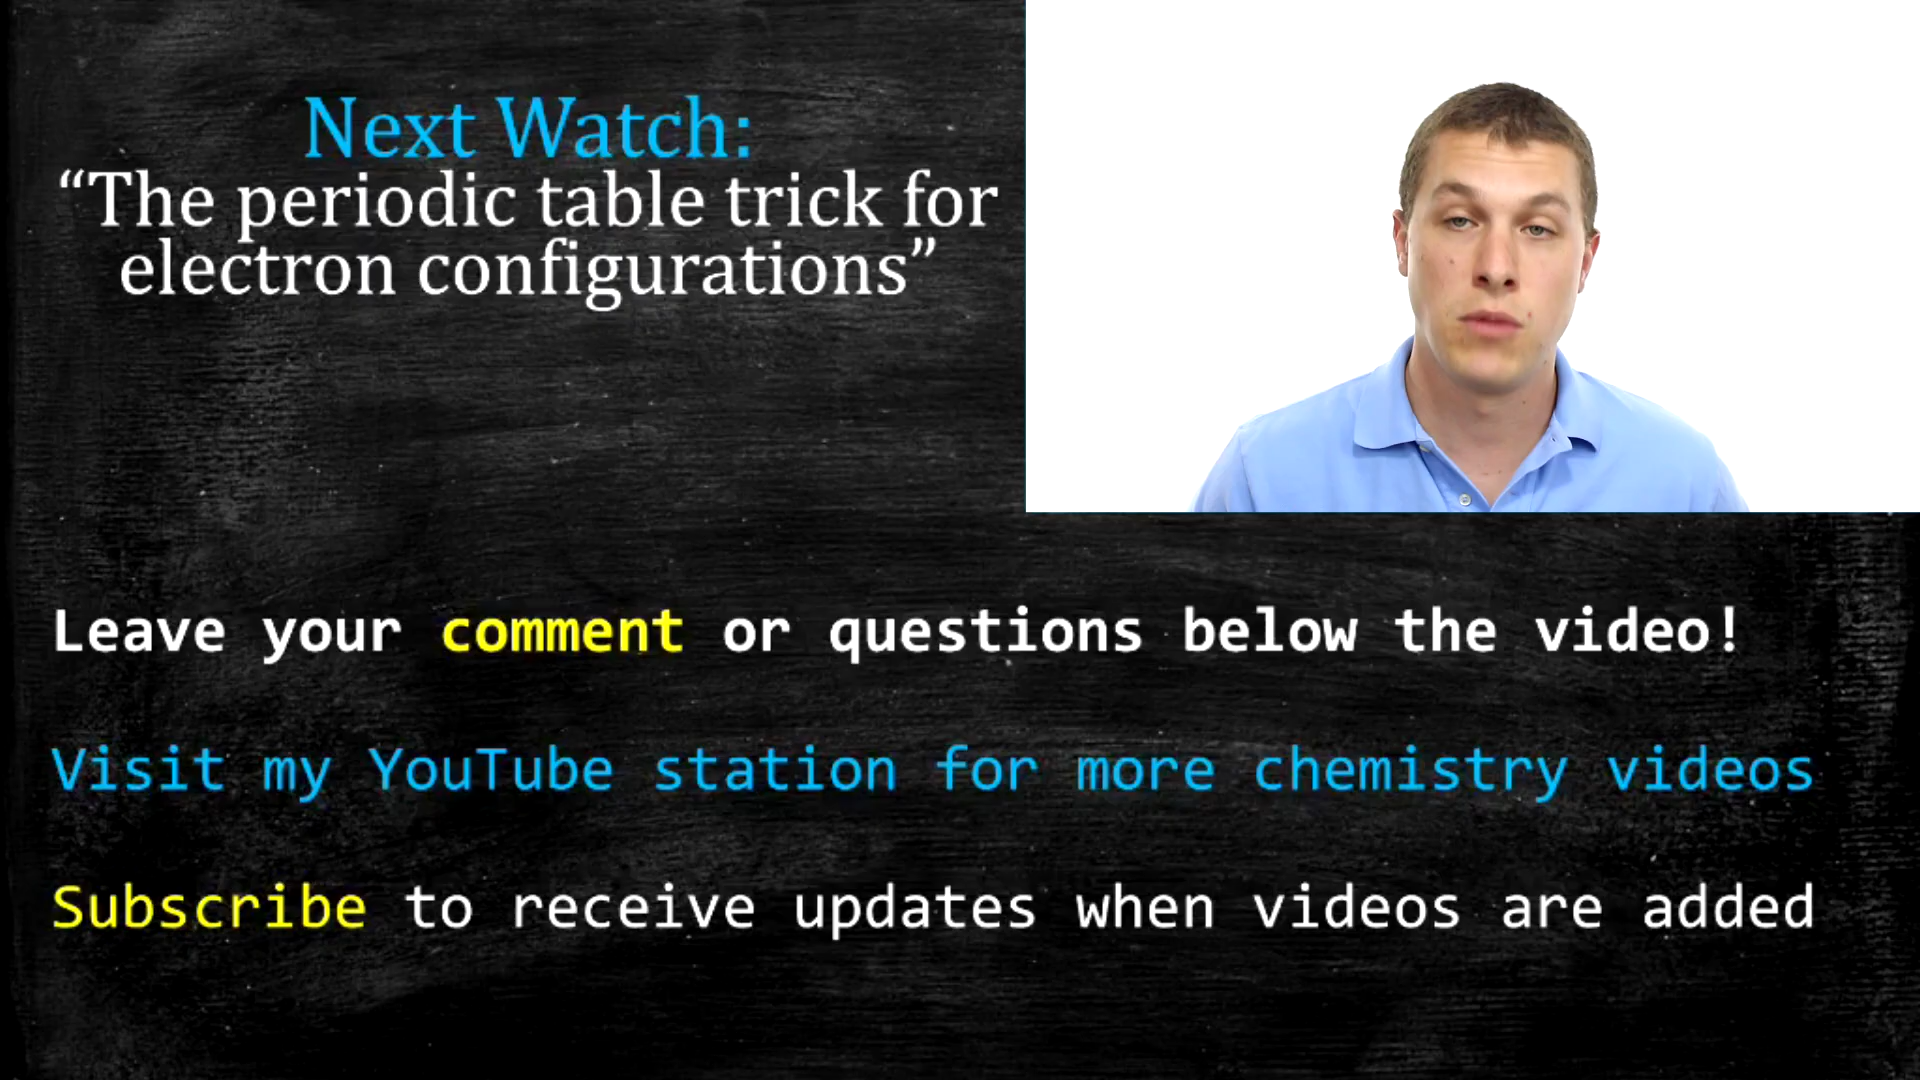 Next Watch:
“The periodic table trick for
electron configurations”
Leave your comment or questions below the video!
Visit my YouTube station for more chemistry videos
Subscribe to receive updates when videos are added